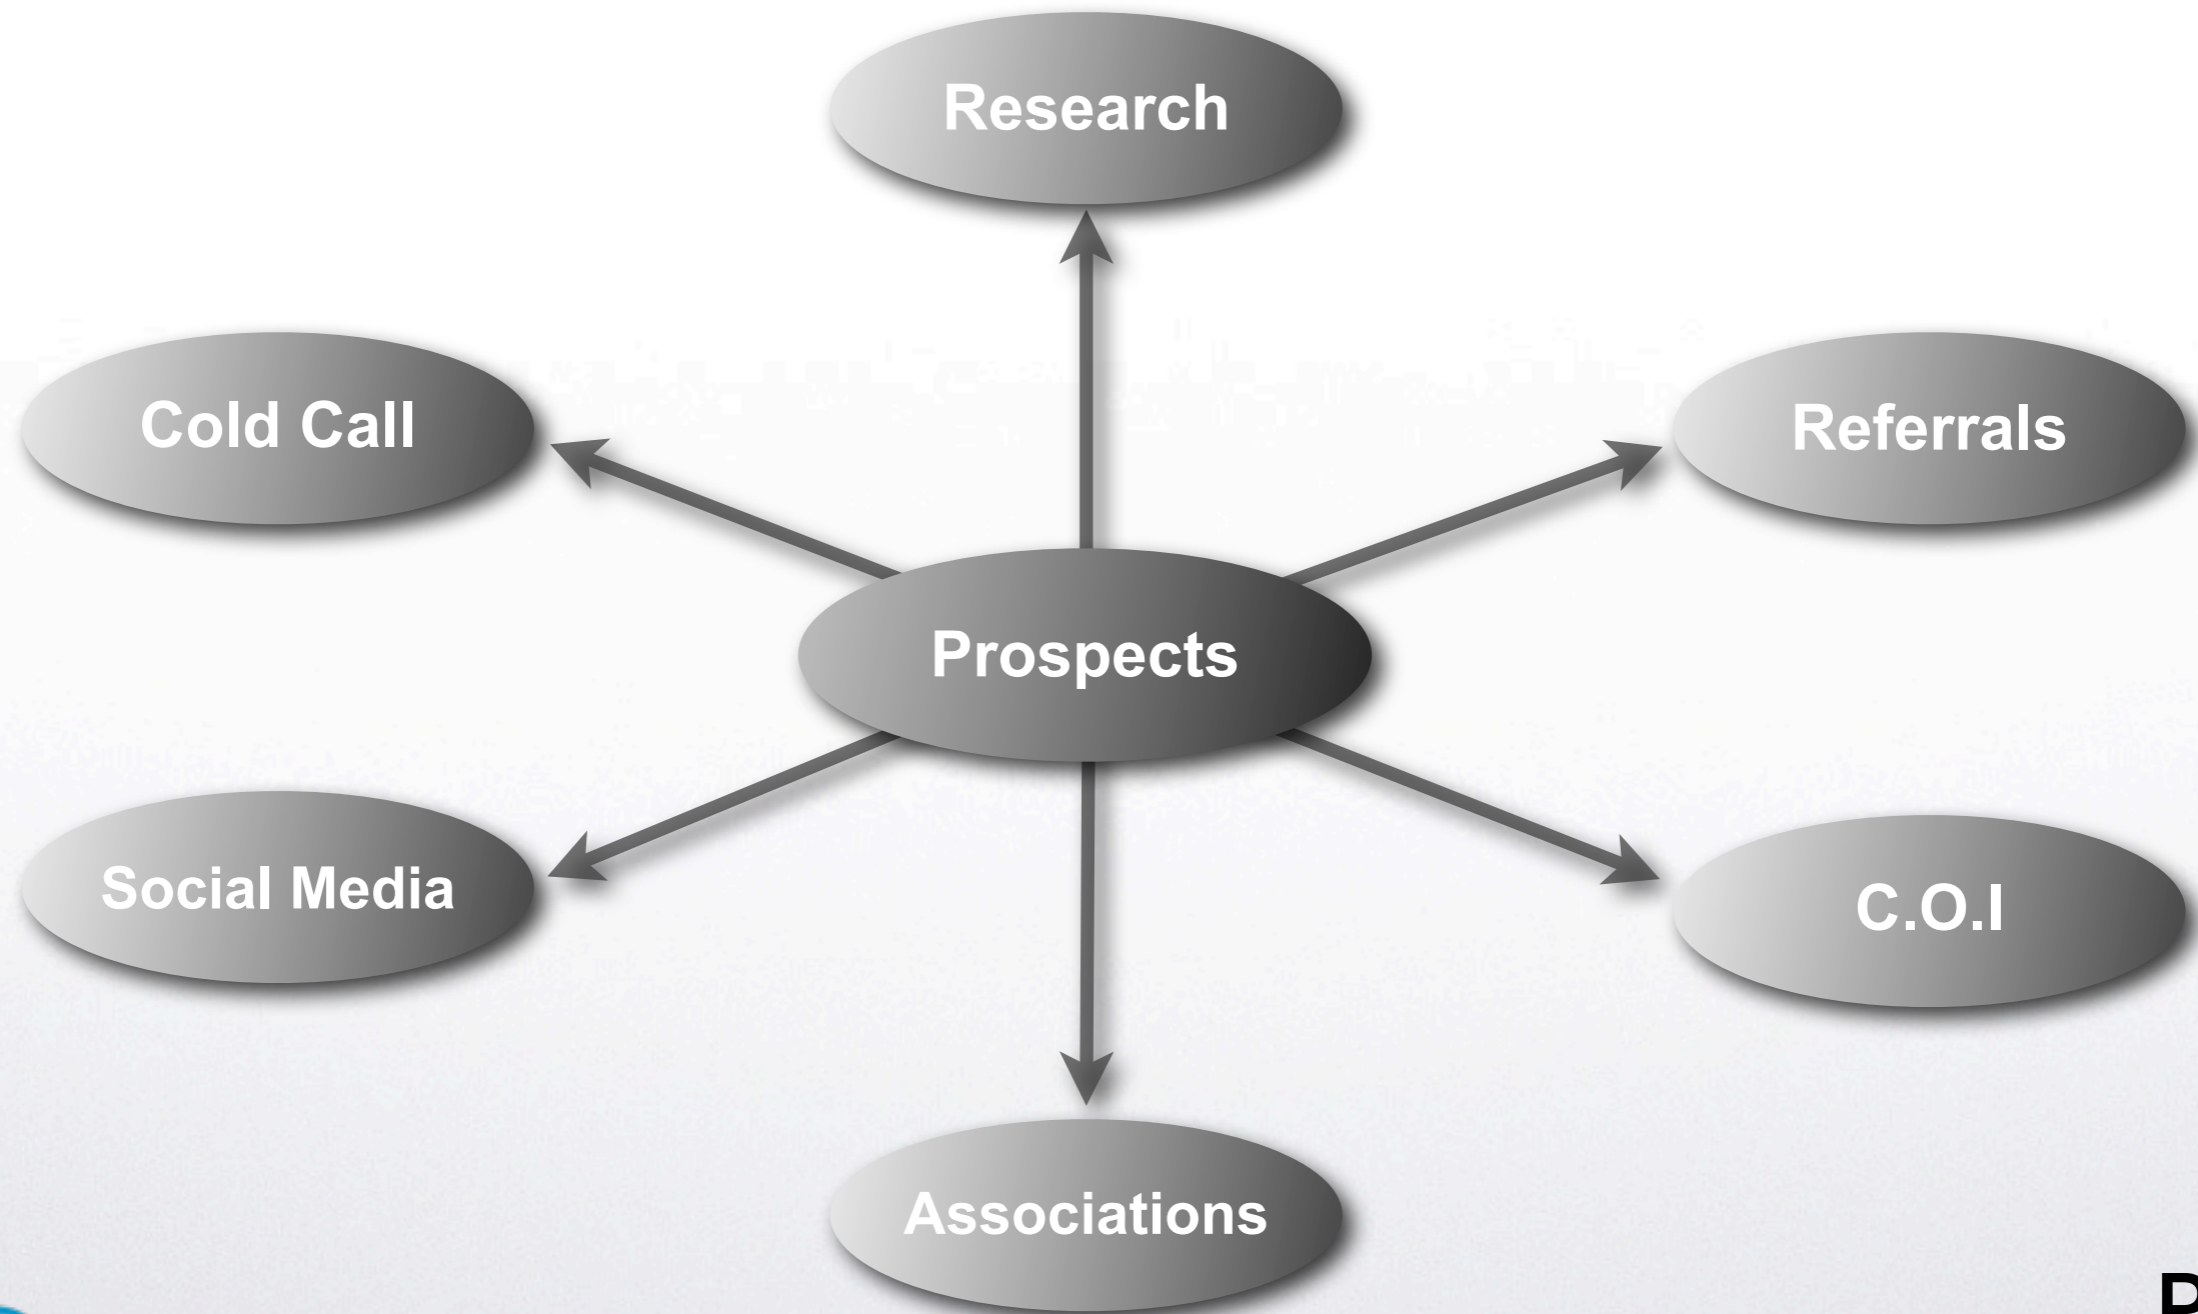 Research
Cold Call
Referrals
Prospects
Social Media
C.O.I
Associations